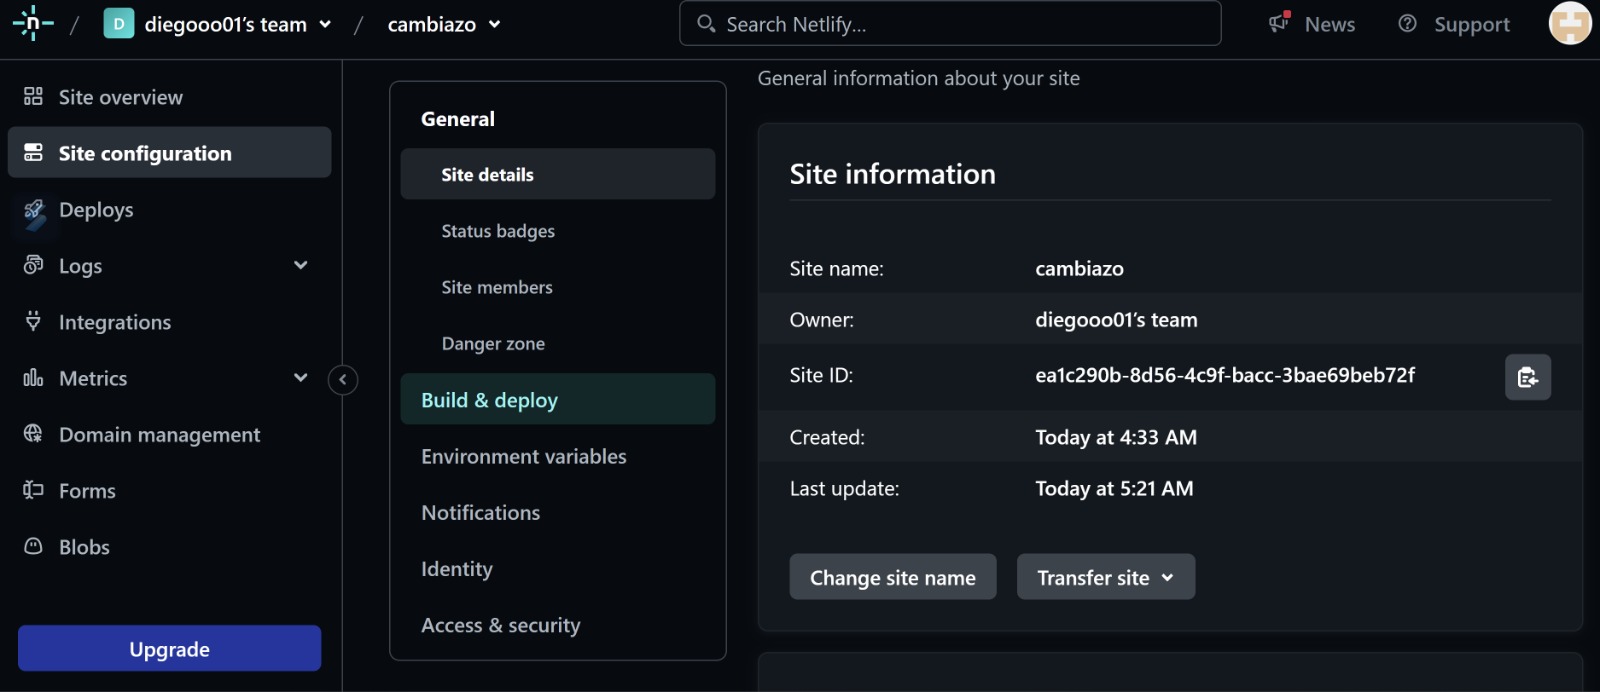 n / D diegooo01's team / cambiazo
Search Netlify...
News
Support
Site overview
Site configuration
Deploys
Logs
Integrations
Metrics
Domain management
Forms
Blobs
Upgrade
General
Site details
Status badges
Site members
Danger zone
Build & deploy
Environment variables
Notifications
Identity
Access & security
General information about your site
Site information
Site name: cambiazo
Owner: diegooo01's team
Site ID: ea1c290b-8d56-4c9f-bacc-3bae69beb72f
Created: Today at 4:33 AM
Last update: Today at 5:21 AM
Change site name
Transfer site